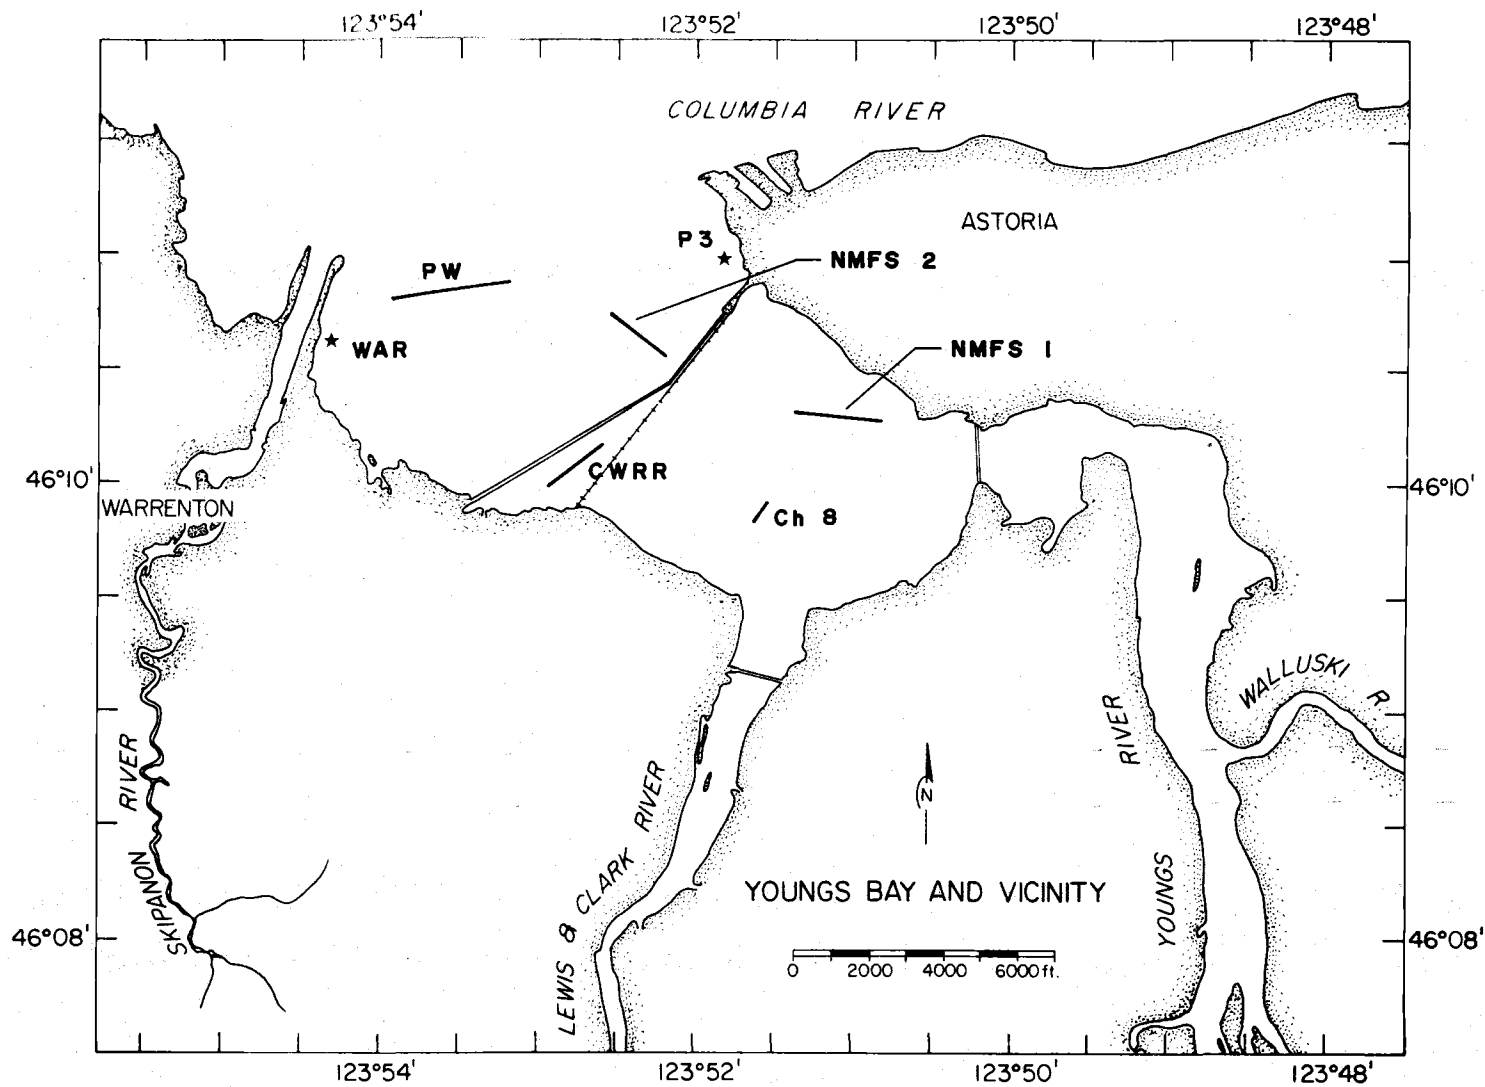 123°54' 123°52' 123°50' 123°48'
COLUMBIA RIVER
ASTORIA
P3
NMFS 2
PW
WAR
NMFS 1
46°10' 46°10'
CWRR
WARRENTON
Ch 8
WALLUSKI R
RIVER
YOUNGS
RIVER
SKIPANON
LEWIS & CLARK RIVER
N
YOUNGS BAY AND VICINITY
46°08' 46°08'
0 2000 4000 6000 ft.
123°54' 123°52' 123°50' 123°48'